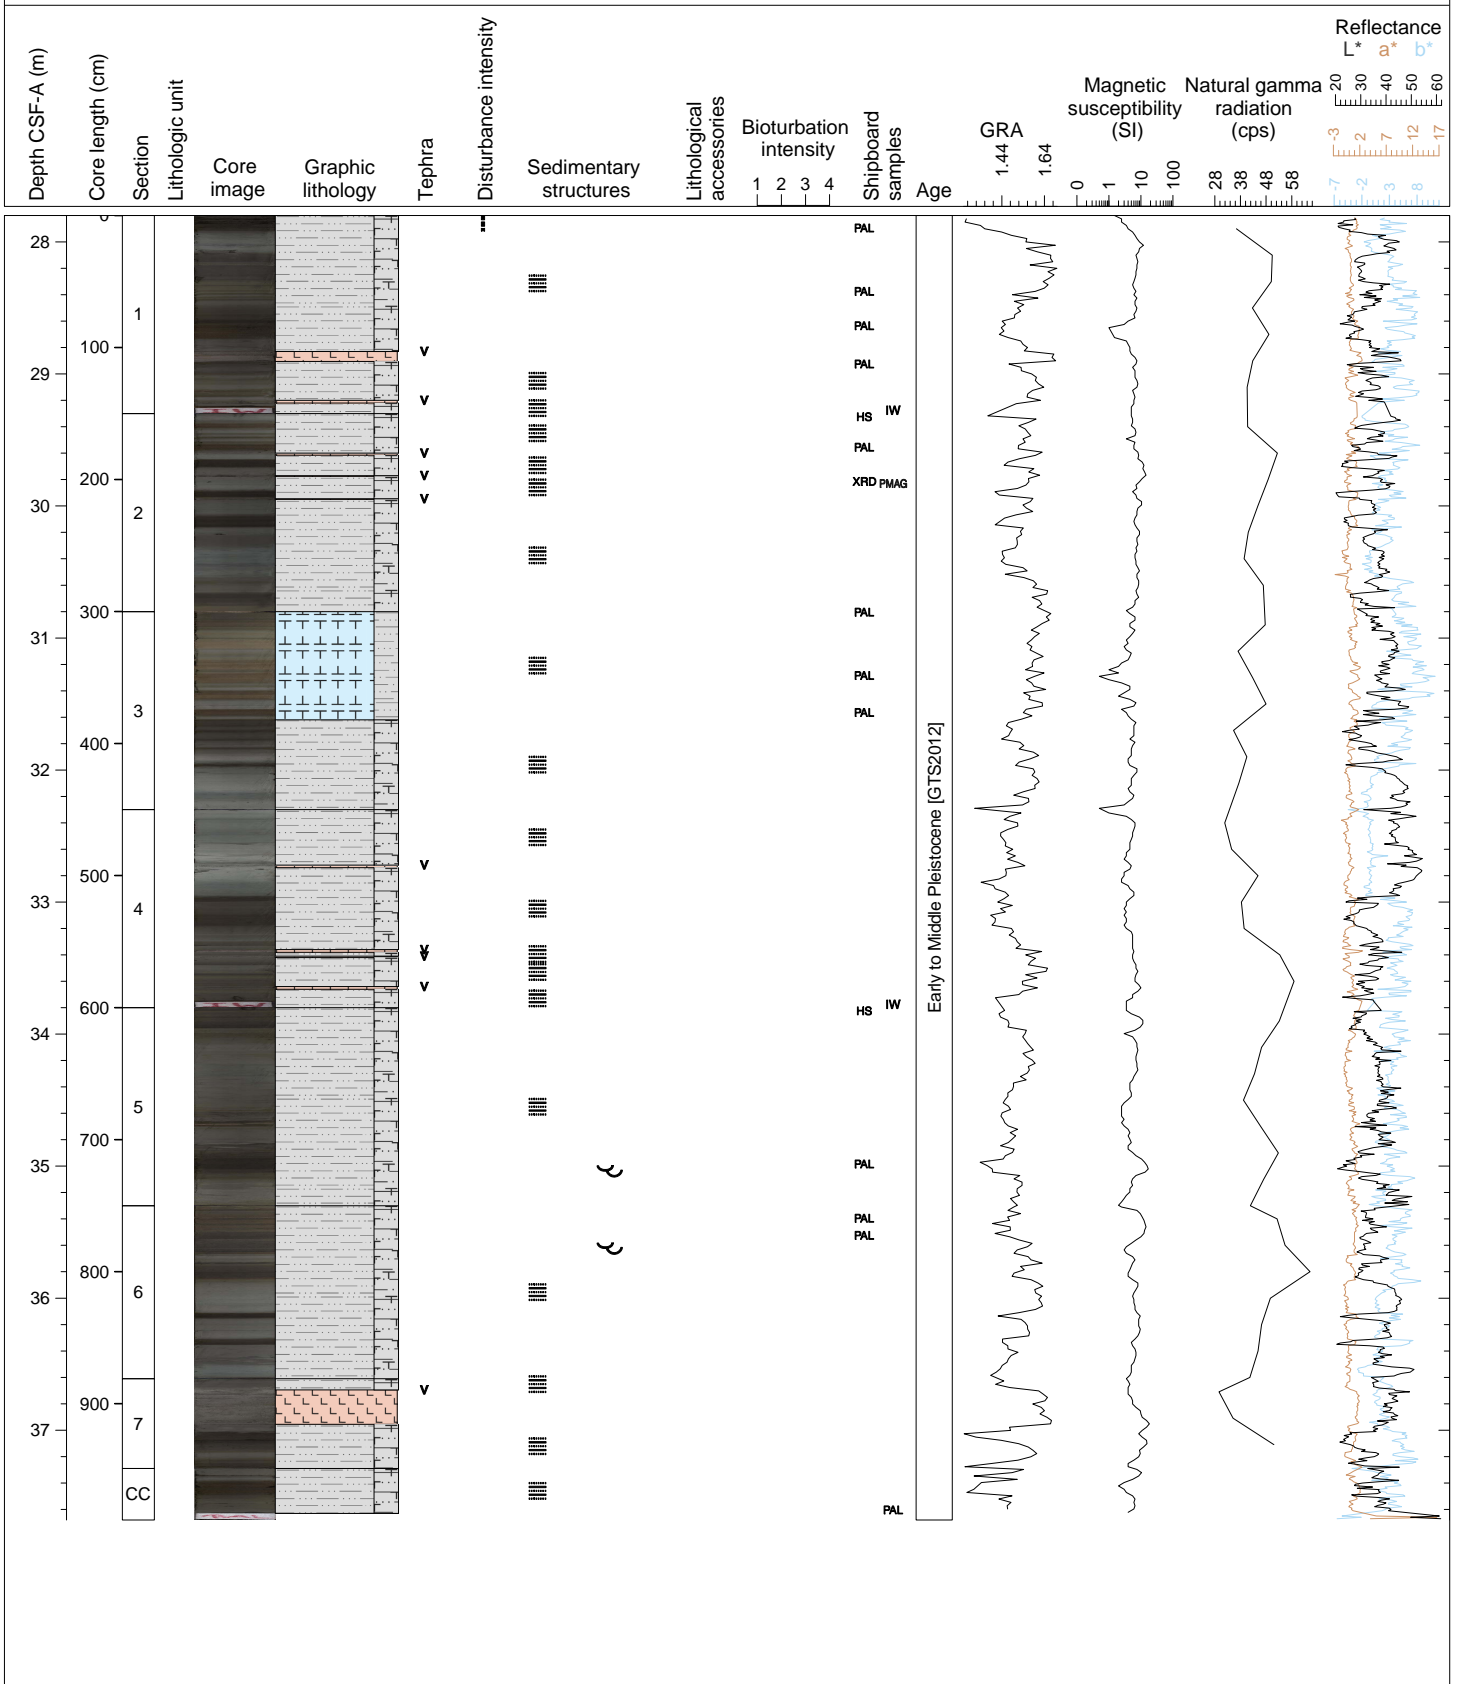 Depth CSF-A (m)
Core length (cm)
Section
Lithologic unit
Core
image
Graphic
lithology
Tephra
Disturbance intensity
Sedimentary
structures
Lithological
accessories
Bioturbation
intensity
1 2 3 4
Shipboard
samples
Age
GRA
1.44 1.64
Magnetic
susceptibility
(SI)
0 1 10 100
Natural gamma
radiation
(cps)
28 38 48 58
Reflectance
L* a* b*
20 30 40 50 60
-3 2 7 12 17
-7 -2 3 8
0
PAL
28
PAL
1
PAL
100
V
PAL
29
V
IW
HS
PAL
V
V
200
XRD PMAG
V
30
2
300
PAL
31
PAL
3
PAL
400
32
Early to Middle Pleistocene [GTS2012]
V
500
33
4
V
V
V
600
IW
HS
34
5
700
35
PAL
PAL
PAL
800
6
36
V
900
7
37
CC
PAL